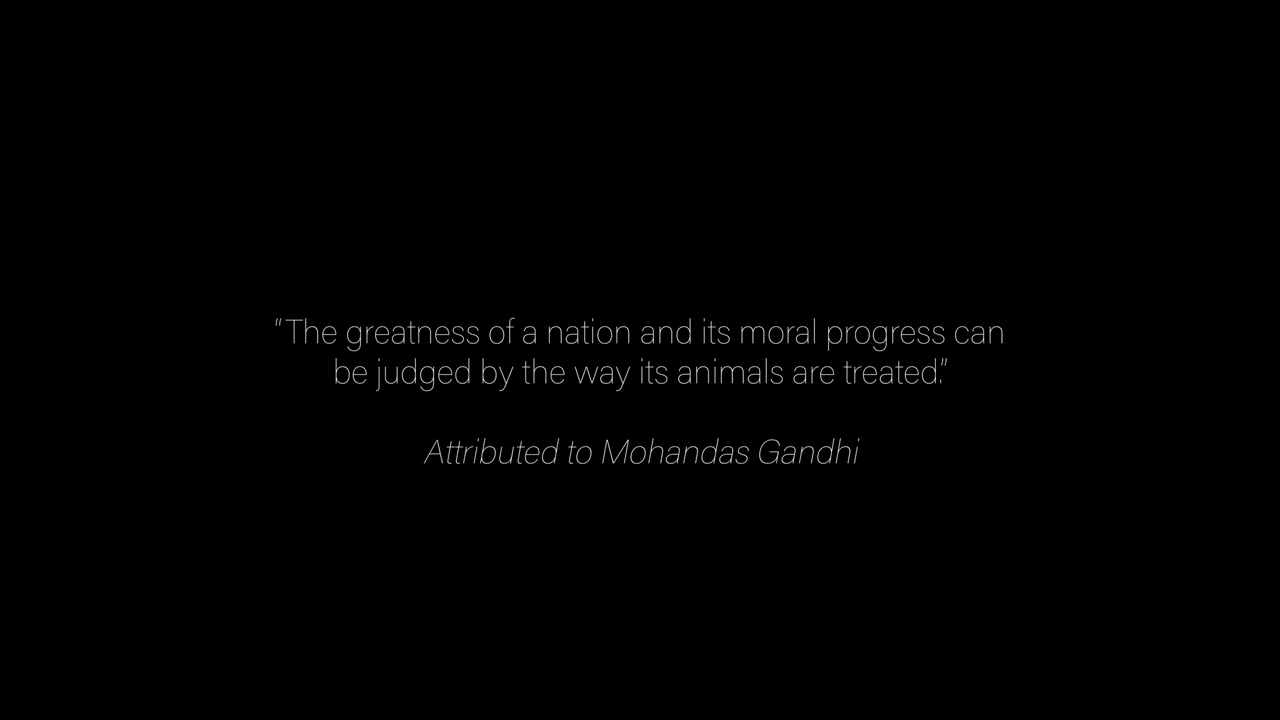 "The greatness of a nation and its moral progress can
be judged by the way its animals are treated."
Attributed to Mohandas Gandhi